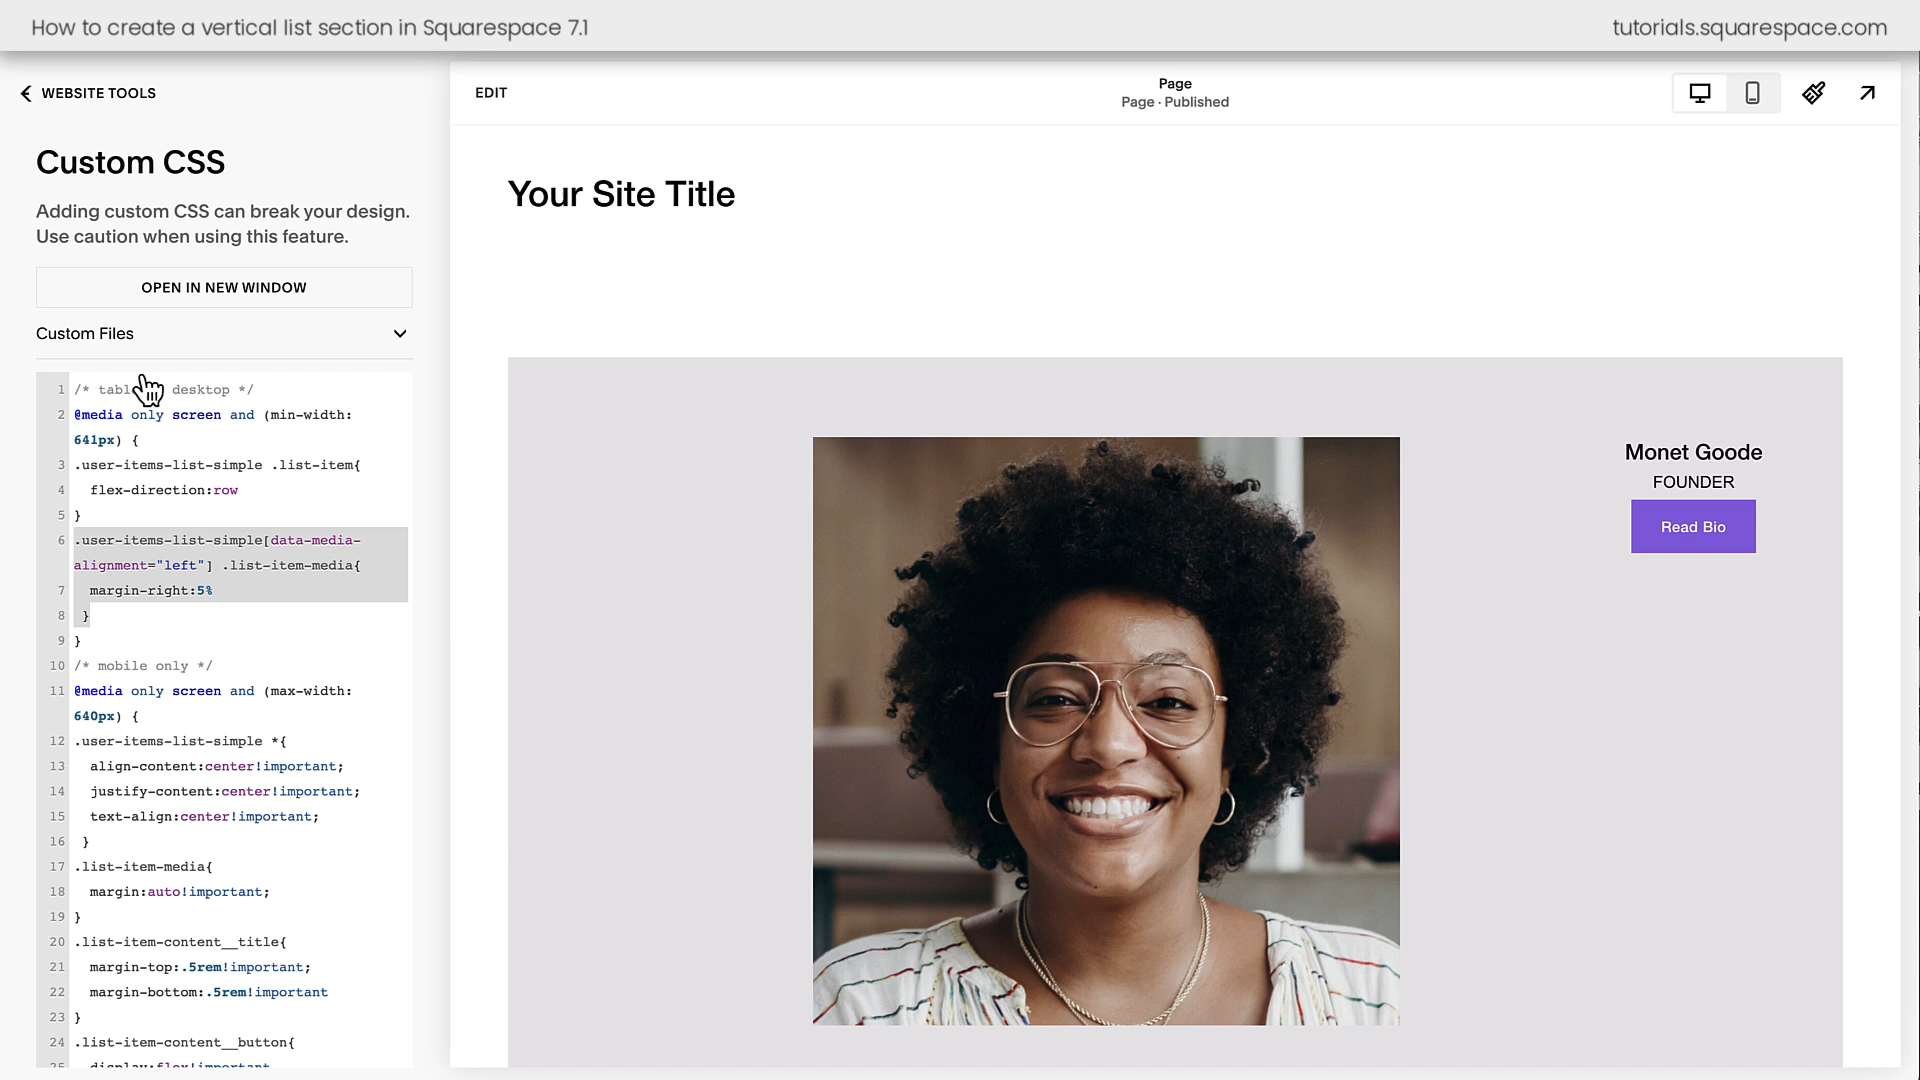 How to create a vertical list section in Squarespace 7.1
tutorials.squarespace.com
WEBSITE TOOLS
EDIT
Page
Page · Published
Custom CSS
Adding custom CSS can break your design.
Use caution when using this feature.
OPEN IN NEW WINDOW
Custom Files
Your Site Title
1 /* tabl desktop */
2 @media only screen and (min-width:
641px) {
3 .user-items-list-simple .list-item{
4 flex-direction:row
5 }
6 .user-items-list-simple[data-media-
alignment="left"] .list-item-media{
7 margin-right:5%
8 }
9 }
10 /* mobile only */
11 @media only screen and (max-width:
640px) {
12 .user-items-list-simple *{
13 align-content:center!important;
14 justify-content:center!important;
15 text-align:center!important;
16 }
17 .list-item-media{
18 margin:auto!important;
19 }
20 .list-item-content__title{
21 margin-top:.5rem!important;
22 margin-bottom:.5rem!important
23 }
24 .list-item-content__button{
25 display:flex!important
Monet Goode
FOUNDER
Read Bio